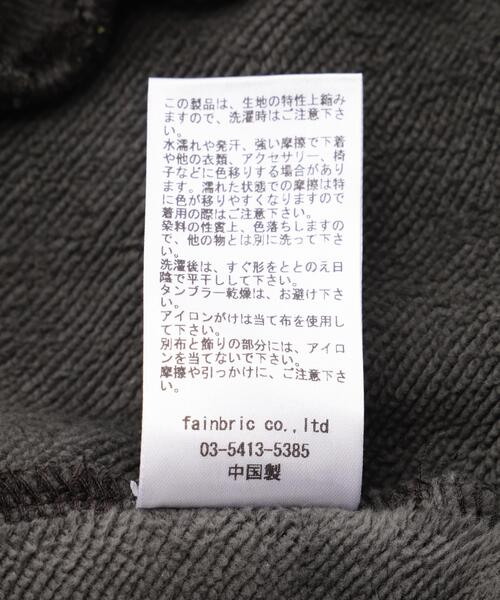 この製品は、生地の特性上縮み
ますので、洗濯時はご注意下さ
い。
水濡れや発汗、強い摩擦で下着
や他の衣類、アクセサリー、椅
子などに色移りする場合があり
ます。濡れた状態での摩擦は特
に色が移りやすくなりますので
着用の際はご注意下さい。
染料の性質上、色落ちしますの
で、他の物とは別に洗って下さ
い。
洗濯後は、すぐ形をととのえ日
陰で平干しして下さい。
タンブラー乾燥は、お避け下さ
い。
アイロンがけは当て布を使用し
て下さい。
別布と飾りの部分には、アイロ
ンを当てないで下さい。
摩擦や引っかけに、ご注意下さ
い。
fainbric co.,ltd
03-5413-5385
中国製